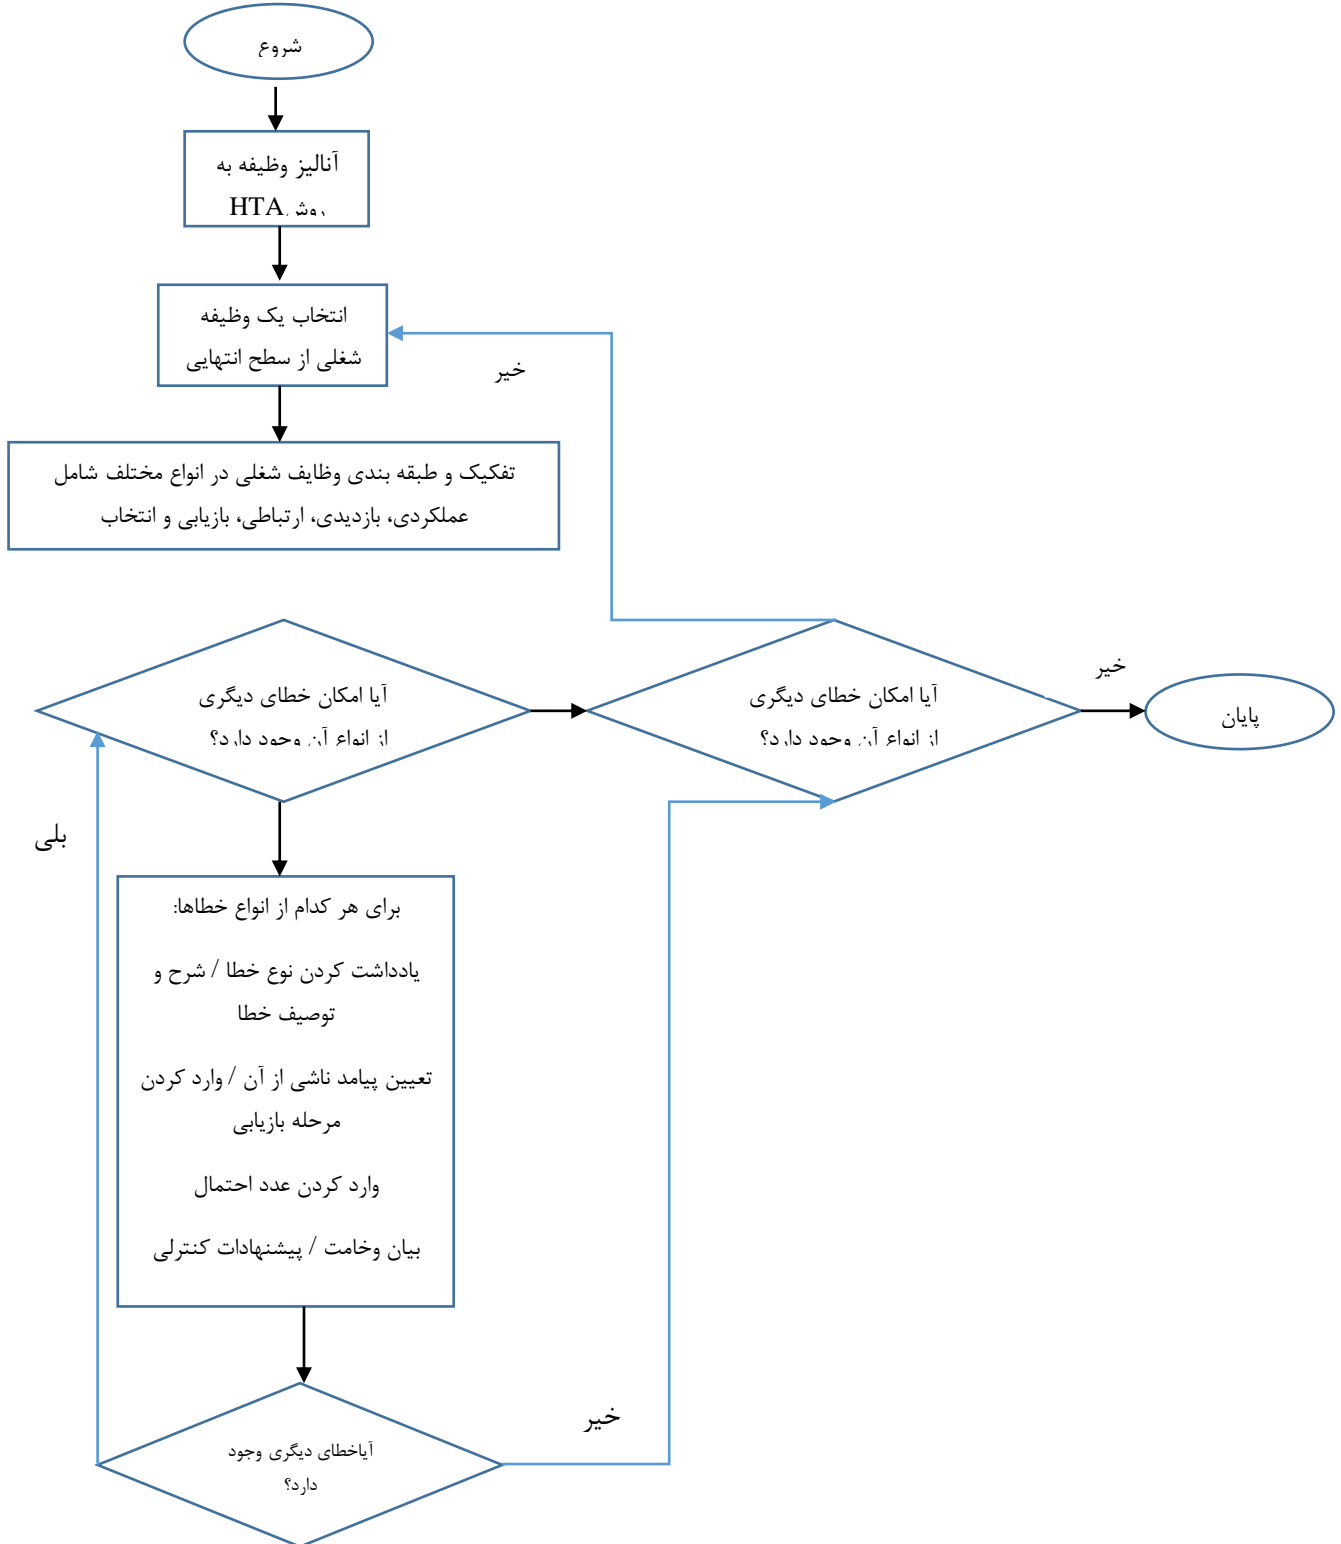 شروع
آنالیز وظیفه به
روش HTA
انتخاب یک وظیفه
شغلی از سطح انتهایی
خیر
تفکیک و طبقه بندی وظایف شغلی در انواع مختلف شامل
عملکردی، بازدیدی، ارتباطی، بازیابی و انتخاب
آیا امکان خطای دیگری
از انواع آن وجود دارد؟
آیا امکان خطای دیگری
از انواع آن وجود دارد؟
خیر
پایان
بلی
برای هر کدام از انواع خطاها:
یادداشت کردن نوع خطا / شرح و
توصیف خطا
تعیین پیامد ناشی از آن / وارد کردن
مرحله بازیابی
وارد کردن عدد احتمال
بیان وخامت / پیشنهادات کنترلی
خیر
آیاخطای دیگری وجود
دارد؟